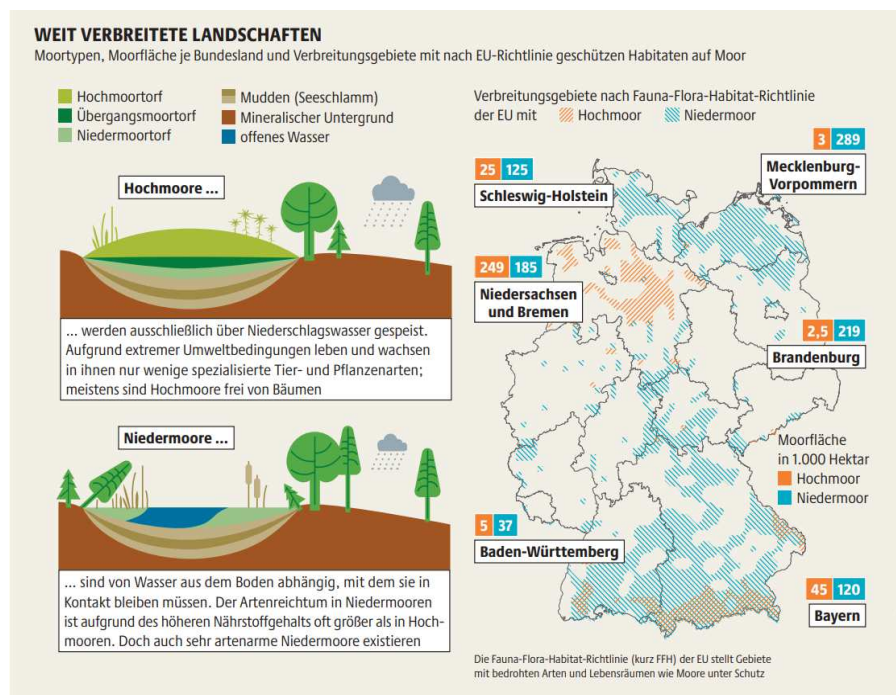 WEIT VERBREITETE LANDSCHAFTEN
Moortypen, Moorfläche je Bundesland und Verbreitungsgebiete mit nach EU-Richtlinie geschützen Habitaten auf Moor
Hochmoortorf
Übergangsmoortorf
Niedermoortorf
Mudden (Seeschlamm)
Mineralischer Untergrund
offenes Wasser
Hochmoore ...
... werden ausschließlich über Niederschlagswasser gespeist.
Aufgrund extremer Umweltbedingungen leben und wachsen
in ihnen nur wenige spezialisierte Tier- und Pflanzenarten;
meistens sind Hochmoore frei von Bäumen
Niedermoore ...
... sind von Wasser aus dem Boden abhängig, mit dem sie in
Kontakt bleiben müssen. Der Artenreichtum in Niedermooren
ist aufgrund des höheren Nährstoffgehalts oft größer als in Hoch-
mooren. Doch auch sehr artenarme Niedermoore existieren
Verbreitungsgebiete nach Fauna-Flora-Habitat-Richtlinie
der EU mit Hochmoor Niedermoor
3 289
Mecklenburg-
Vorpommern
25 125
Schleswig-Holstein
249 185
Niedersachsen
und Bremen
2,5 219
Brandenburg
Moorfläche
in 1.000 Hektar
Hochmoor
Niedermoor
5 37
Baden-Württemberg
45 120
Bayern
Die Fauna-Flora-Habitat-Richtlinie (kurz FFH) der EU stellt Gebiete
mit bedrohten Arten und Lebensräumen wie Moore unter Schutz